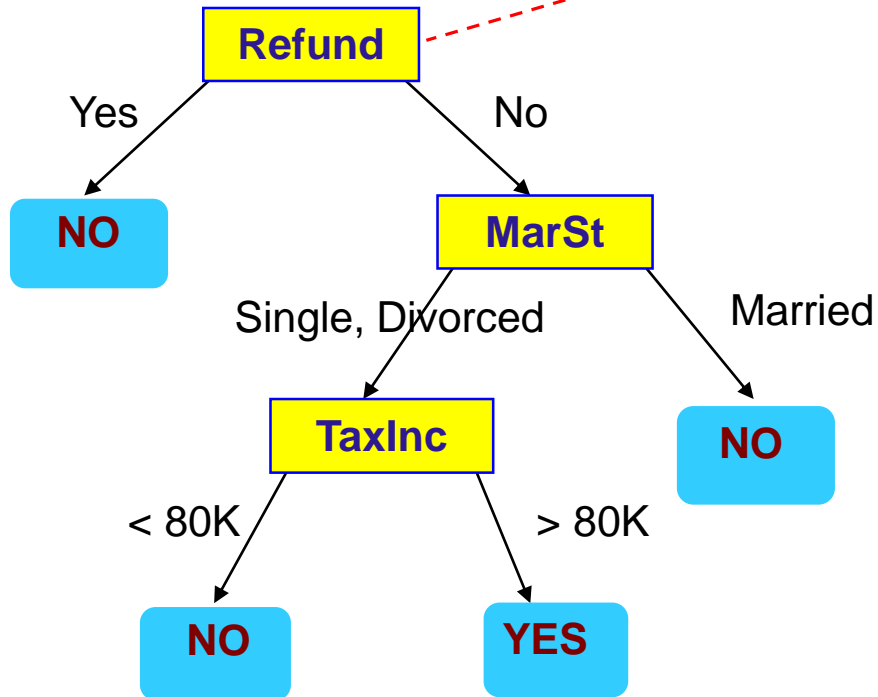 Refund
Yes
No
NO
MarSt
Single, Divorced
Married
TaxInc
NO
< 80K
> 80K
NO
YES